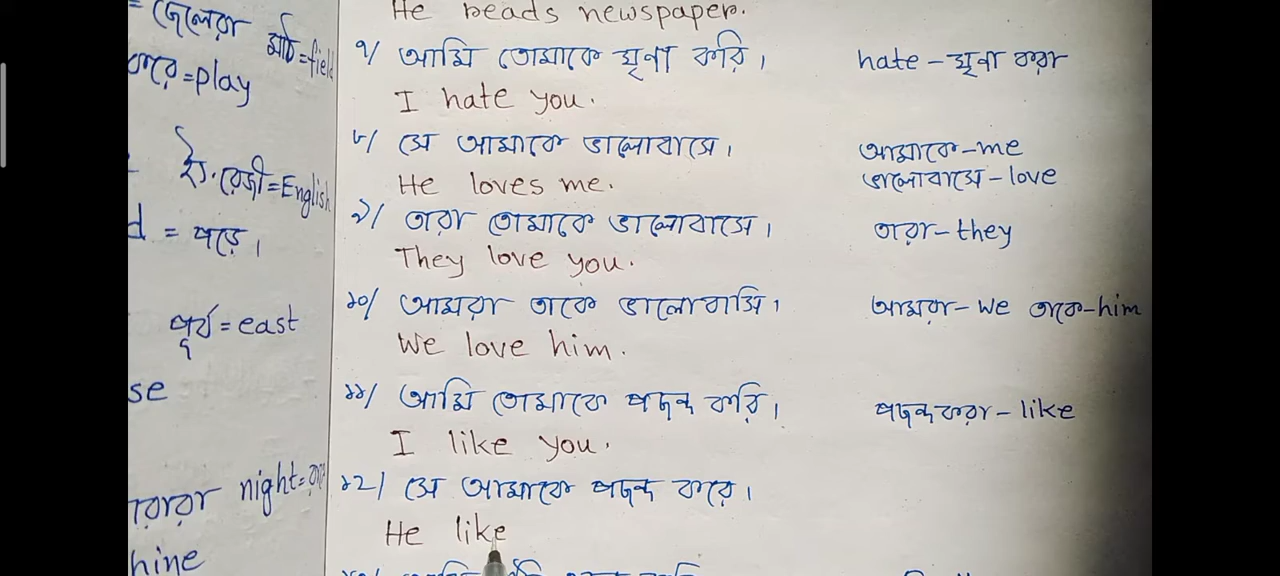 জেলেরা মাঠ=field
করে=play
ইং.রেজী=English
d = পড়ে।
পূর্ব=east
se
night=রাত
hine
He reads newspaper.
৭/ আমি তোমাকে ঘৃনা করি। hate – ঘৃনা করা
I hate you.
৮/ সে আমাকে ভালোবাসে। আমাকে – me
He loves me. ভালোবাসে – love
৯/ তারা তোমাকে ভালোবাসে। তারা – they
They love you.
১০/ আমরা তাকে ভালোবাসি। আমরা – we তাকে – him
We love him.
১১/ আমি তোমাকে পছন্দ করি। পছন্দ করা – like
I like you.
১২/ সে আমাকে পছন্দ করে।
He like